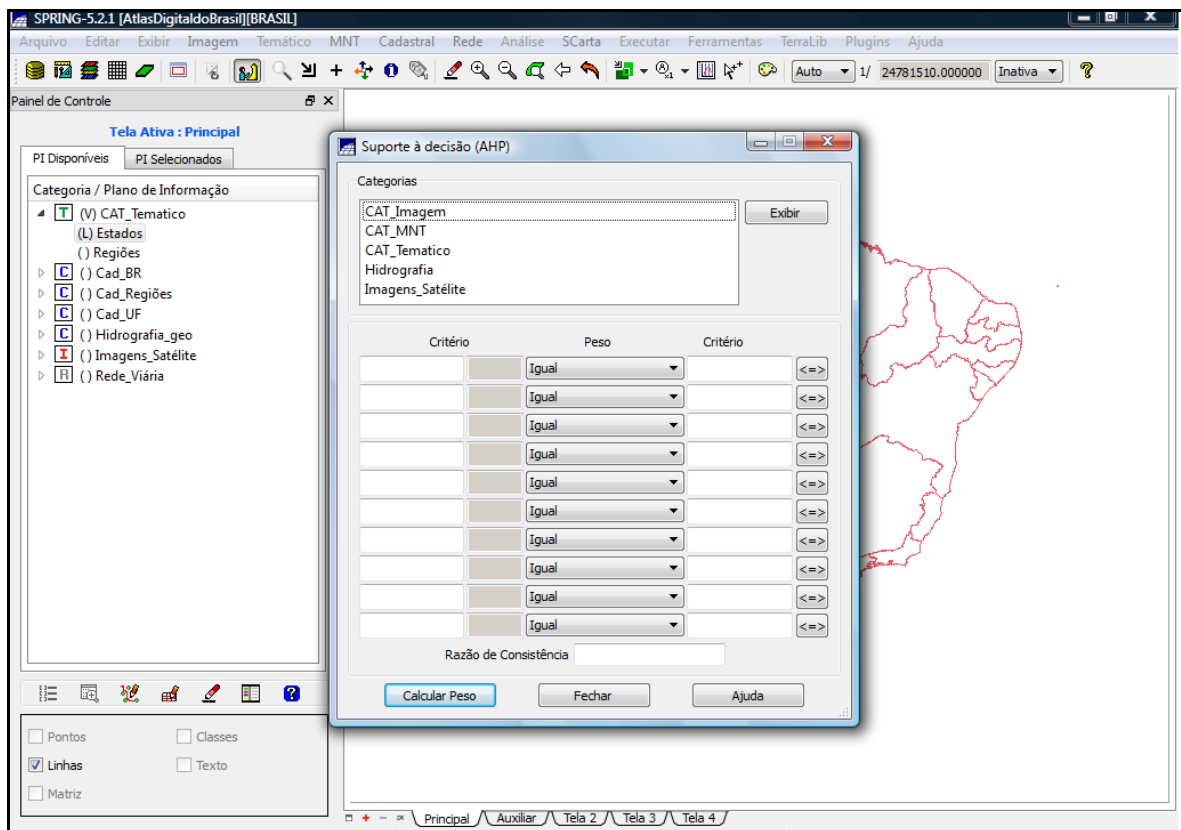 SPRING-5.2.1 [AtlasDigitaldoBrasil][BRASIL]
Arquivo Editar Exibir Imagem Temático MNT Cadastral Rede Análise SCarta Executar Ferramentas TerraLib Plugins Ajuda
Auto 1/ 24781510.000000 Inativa
Painel de Controle
Tela Ativa : Principal
PI Disponíveis PI Selecionados
Categoria / Plano de Informação
T (V) CAT_Tematico
(L) Estados
( ) Regiões
C ( ) Cad_BR
C ( ) Cad_Regiões
C ( ) Cad_UF
C ( ) Hidrografia_geo
I ( ) Imagens_Satélite
R ( ) Rede_Viária
Pontos Classes
Linhas Texto
Matriz
Suporte à decisão (AHP)
Categorias
CAT_Imagem
CAT_MNT
CAT_Tematico
Hidrografia
Imagens_Satélite
Exibir
Critério Peso Critério
Igual <=>
Igual <=>
Igual <=>
Igual <=>
Igual <=>
Igual <=>
Igual <=>
Igual <=>
Igual <=>
Igual <=>
Razão de Consistência
Calcular Peso Fechar Ajuda
Principal Auxiliar Tela 2 Tela 3 Tela 4